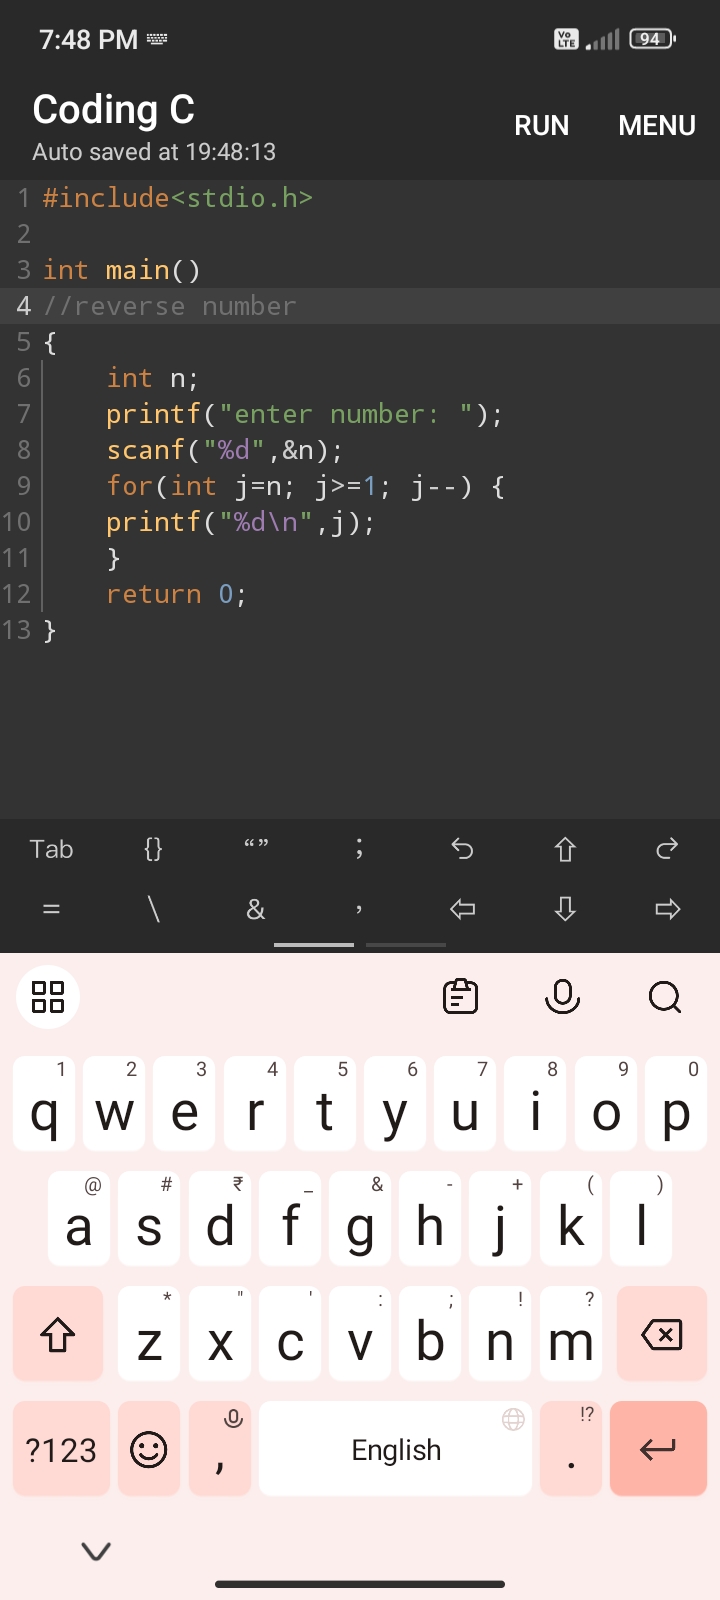 7:48 PM
Vo LTE 94
Coding C
RUN MENU
Auto saved at 19:48:13
1 #include<stdio.h>
2
3 int main()
4 //reverse number
5 {
6     int n;
7     printf("enter number: ");
8     scanf("%d",&n);
9     for(int j=n; j>=1; j--) {
10     printf("%d\n",j);
11     }
12     return 0;
13 }
Tab {} “” ;
= \ & ,
1 2 3 4 5 6 7 8 9 0
q w e r t y u i o p
@ # ₹ _ & - + ( )
a s d f g h j k l
* " ' : ; ! ?
z x c v b n m
!?
?123 , English .